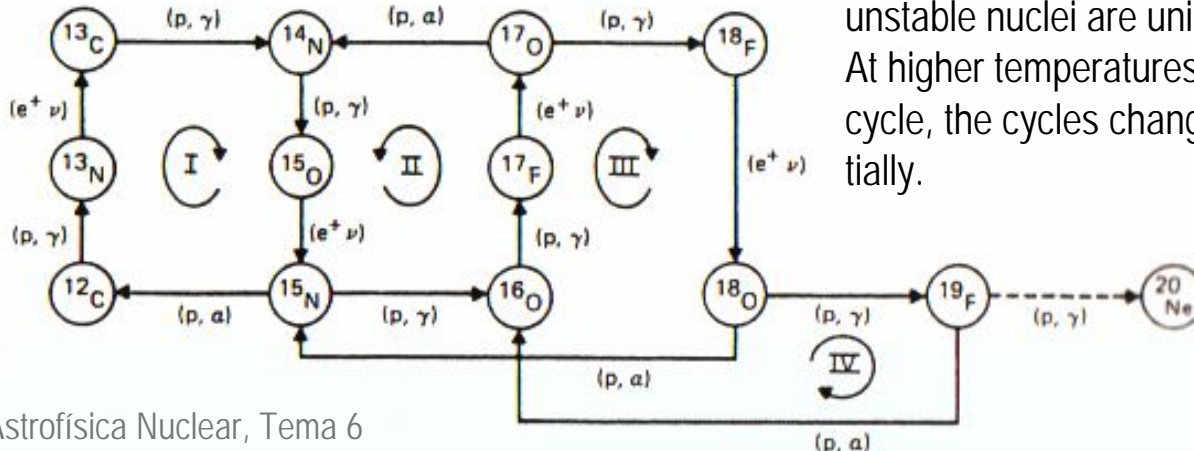 (p, γ) (p, α) (p, γ)
¹³C ¹⁴N ¹⁷O ¹⁸F
(e⁺ ν) (p, γ) (e⁺ ν)
¹³N I ¹⁵O II ¹⁷F III (e⁺ ν)
(p, γ) (e⁺ ν) (p, γ)
¹²C ¹⁵N ¹⁶O ¹⁸O ¹⁹F ²⁰Ne
(p, α) (p, γ) (p, γ) (p, γ)
IV
(p, α)
(p, α)
unstable nuclei are uni
At higher temperatures
cycle, the cycles chang
tially.
Astrofísica Nuclear, Tema 6